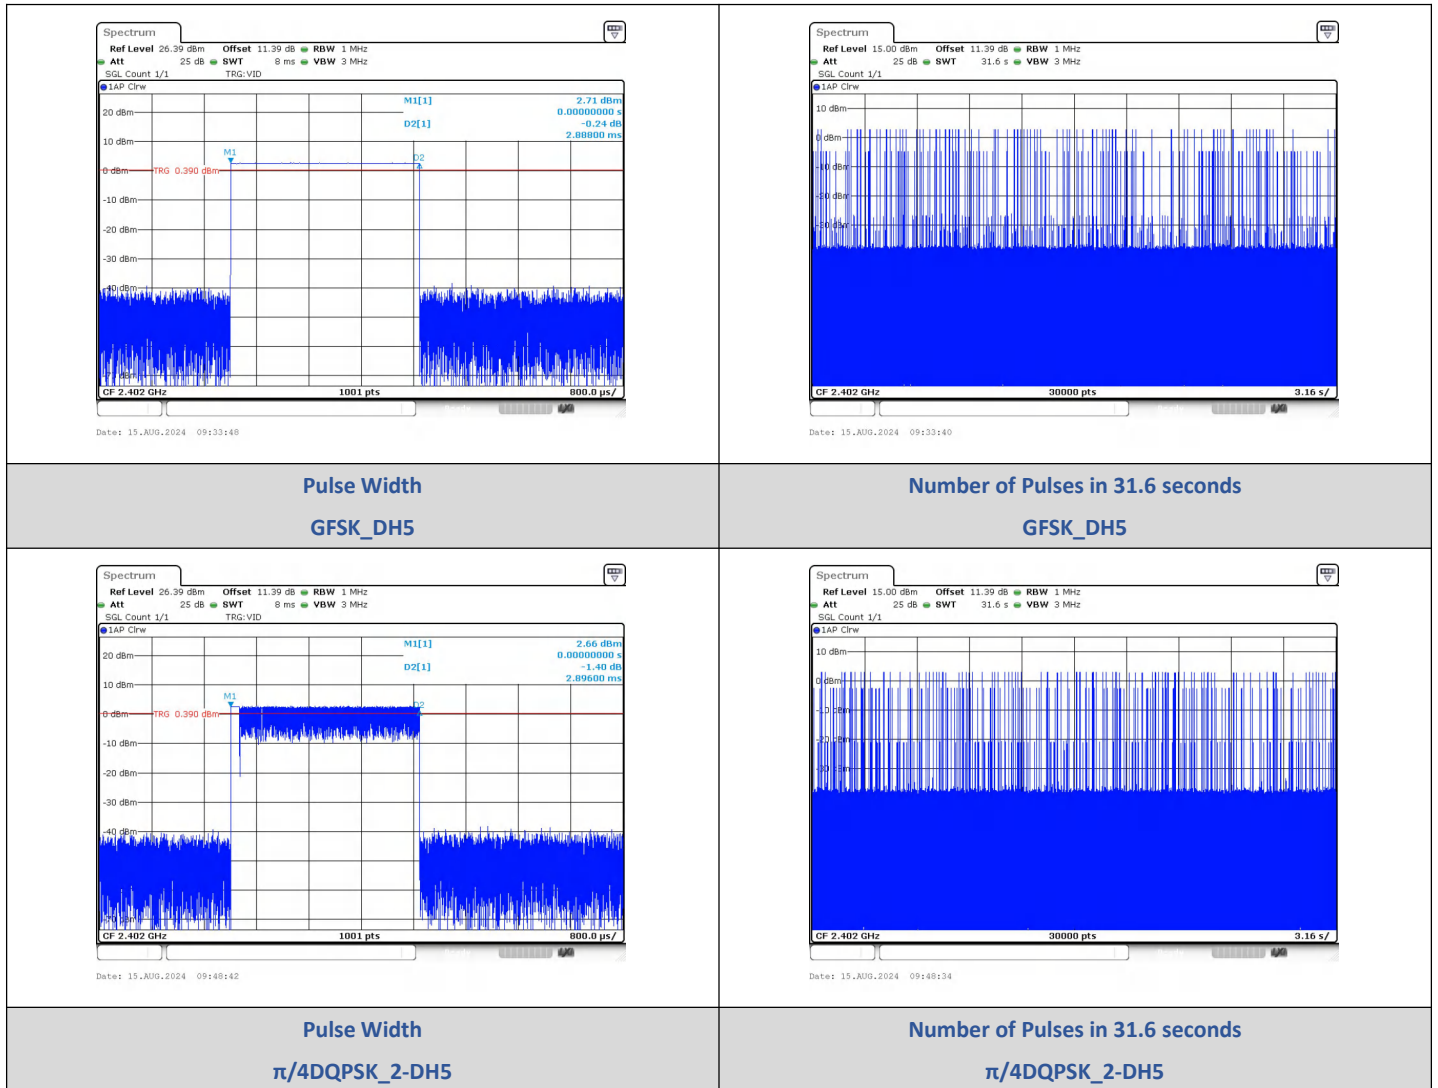 Spectrum
Ref Level 26.39 dBm Offset 11.39 dB RBW 1 MHz
Att 25 dB SWT 8 ms VBW 3 MHz
SGL Count 1/1 TRG:VID
1AP Clrw
M1[1] 2.71 dBm
0.00000000 s
D2[1] -0.24 dB
2.88800 ms
20 dBm
10 dBm
M1
D2
0 dBm
TRG 0.390 dBm
-10 dBm
-20 dBm
-30 dBm
-40 dBm
CF 2.402 GHz 1001 pts 800.0 µs/
Date: 15.AUG.2024 09:33:48
Spectrum
Ref Level 15.00 dBm Offset 11.39 dB RBW 1 MHz
Att 25 dB SWT 31.6 s VBW 3 MHz
SGL Count 1/1
1AP Clrw
10 dBm
0 dBm
-10 dBm
-20 dBm
CF 2.402 GHz 30000 pts 3.16 s/
Date: 15.AUG.2024 09:33:40
Pulse Width
GFSK_DH5
Number of Pulses in 31.6 seconds
GFSK_DH5
Spectrum
Ref Level 26.39 dBm Offset 11.39 dB RBW 1 MHz
Att 25 dB SWT 8 ms VBW 3 MHz
SGL Count 1/1 TRG:VID
1AP Clrw
M1[1] 2.66 dBm
0.00000000 s
D2[1] -1.40 dB
2.89600 ms
20 dBm
10 dBm
M1
D2
0 dBm
TRG 0.390 dBm
-10 dBm
-20 dBm
-30 dBm
-40 dBm
CF 2.402 GHz 1001 pts 800.0 µs/
Date: 15.AUG.2024 09:48:42
Spectrum
Ref Level 15.00 dBm Offset 11.39 dB RBW 1 MHz
Att 25 dB SWT 31.6 s VBW 3 MHz
SGL Count 1/1
1AP Clrw
10 dBm
0 dBm
-10 dBm
-20 dBm
CF 2.402 GHz 30000 pts 3.16 s/
Date: 15.AUG.2024 09:48:34
Pulse Width
π/4DQPSK_2-DH5
Number of Pulses in 31.6 seconds
π/4DQPSK_2-DH5